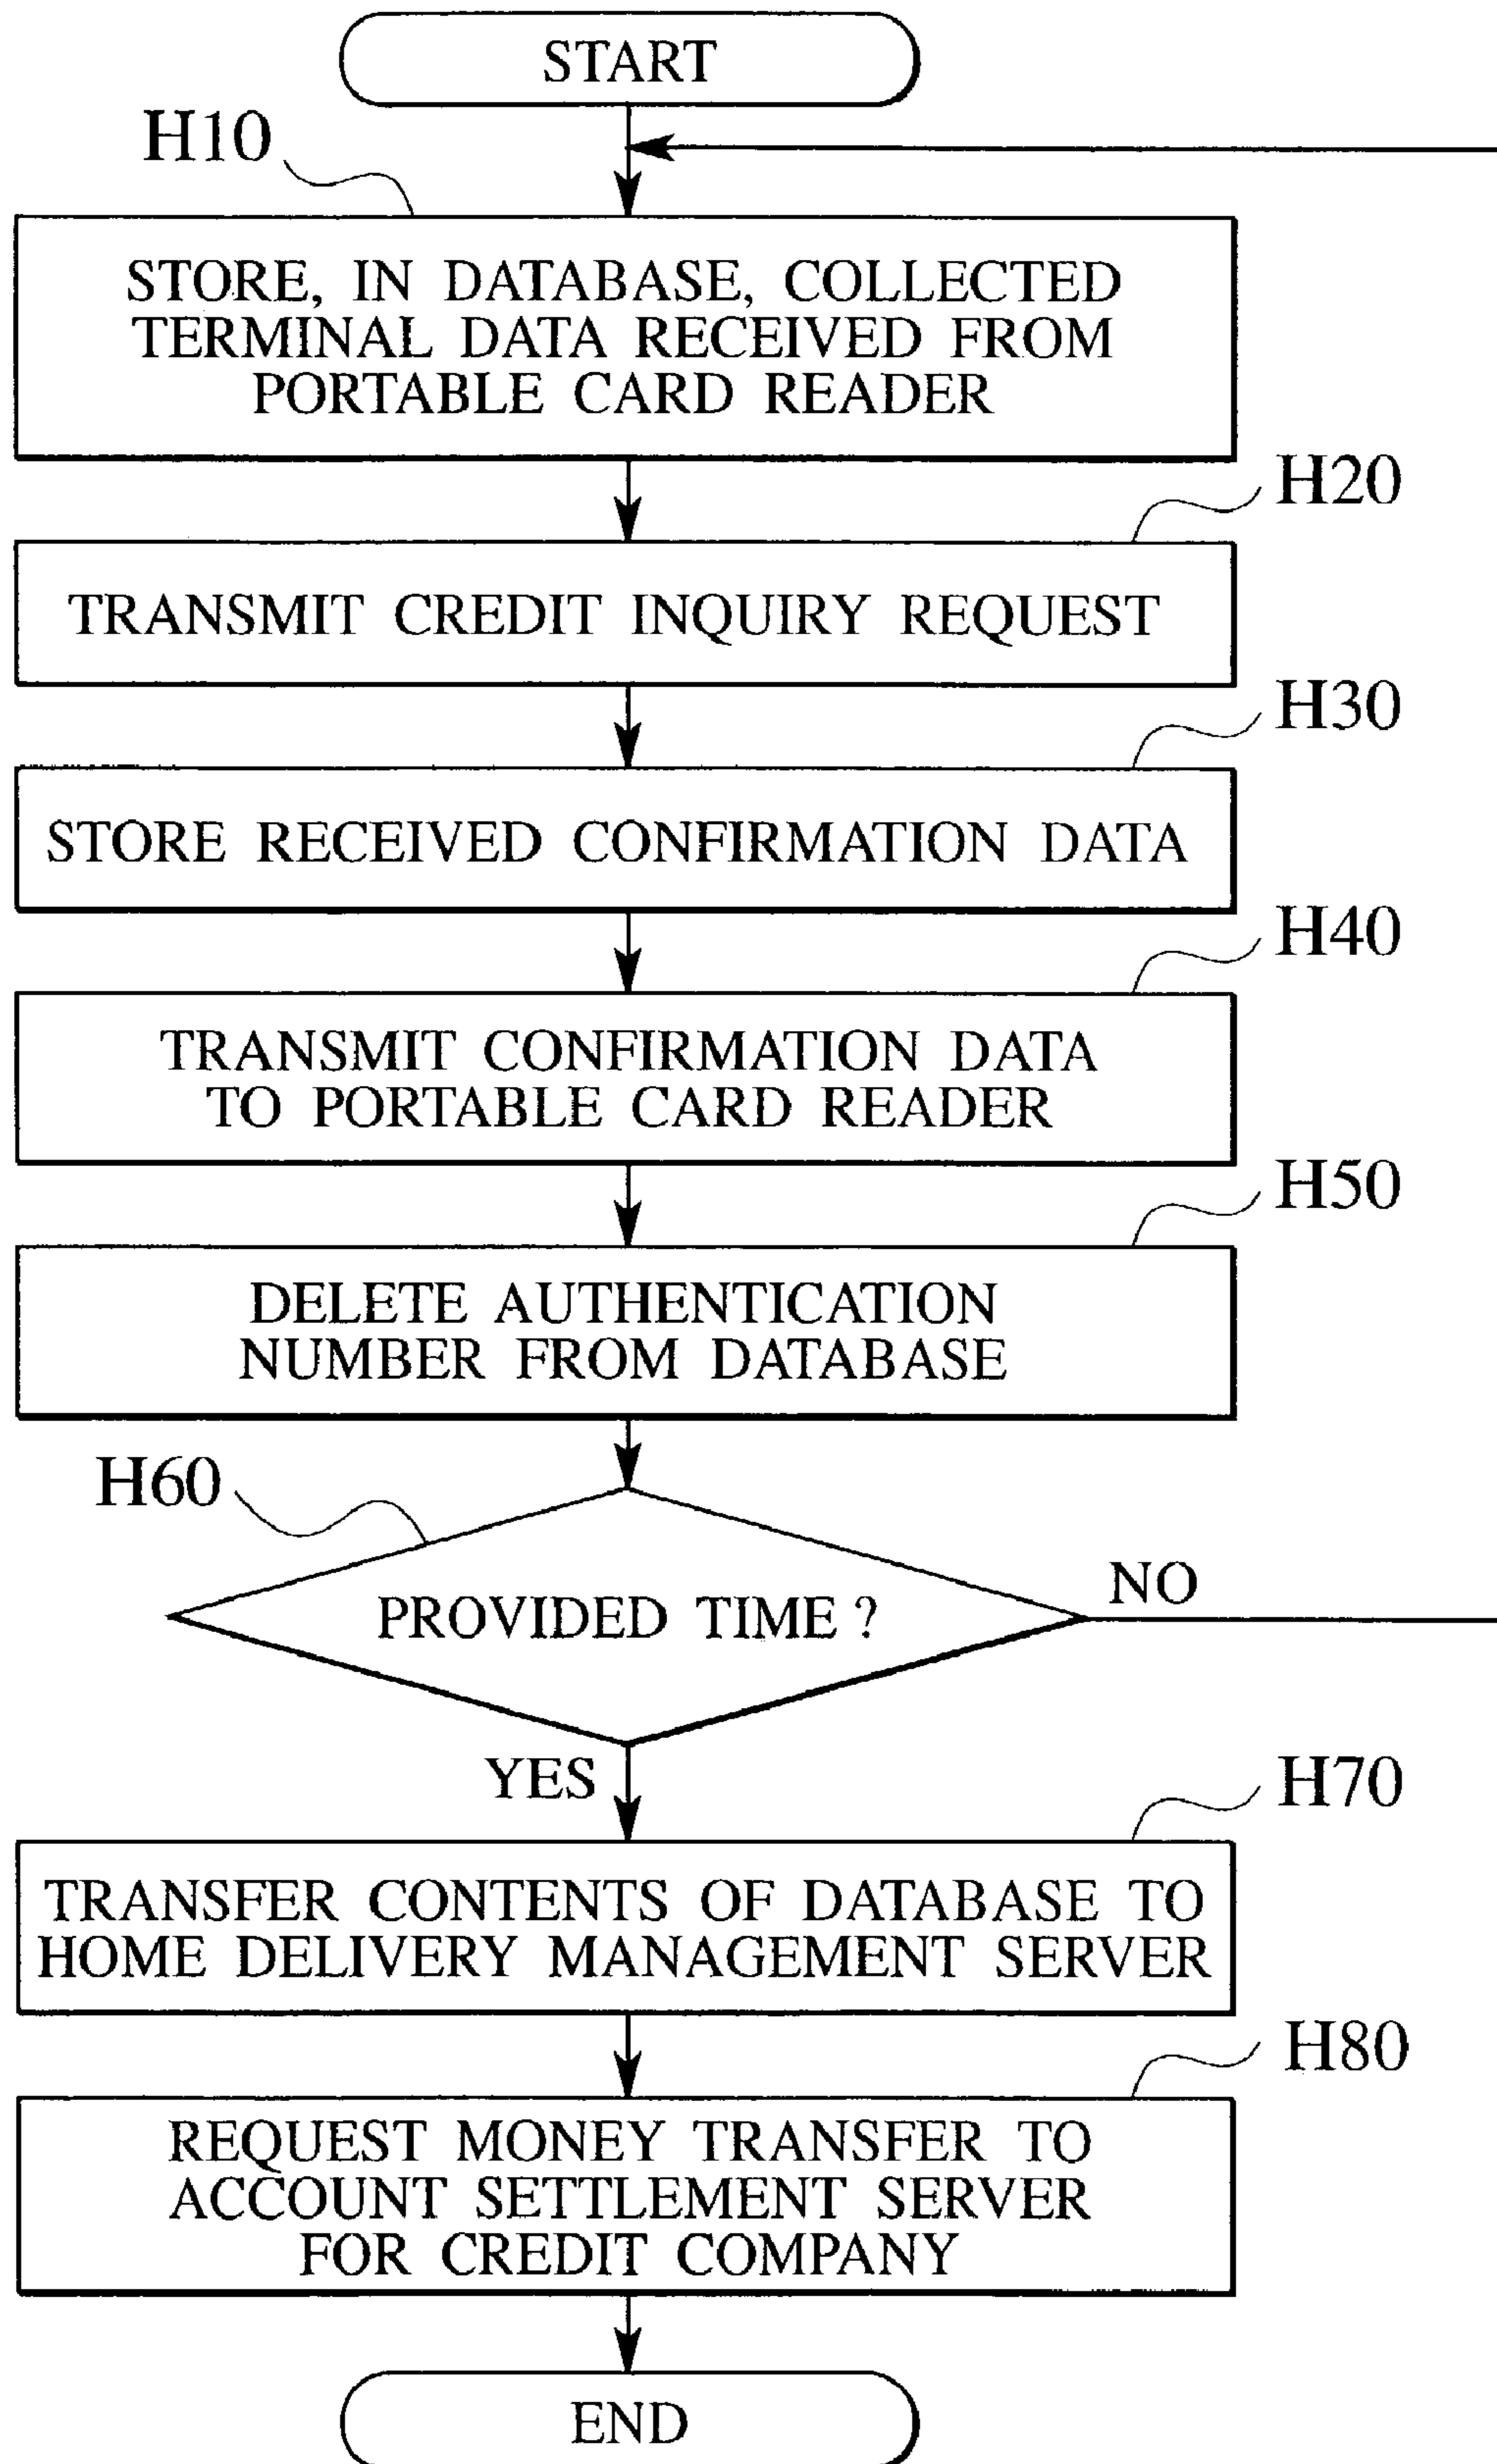 START
H10
STORE, IN DATABASE, COLLECTED
TERMINAL DATA RECEIVED FROM
PORTABLE CARD READER
H20
TRANSMIT CREDIT INQUIRY REQUEST
H30
STORE RECEIVED CONFIRMATION DATA
H40
TRANSMIT CONFIRMATION DATA
TO PORTABLE CARD READER
H50
DELETE AUTHENTICATION
NUMBER FROM DATABASE
H60
PROVIDED TIME ?
NO
YES
H70
TRANSFER CONTENTS OF DATABASE TO
HOME DELIVERY MANAGEMENT SERVER
H80
REQUEST MONEY TRANSFER TO
ACCOUNT SETTLEMENT SERVER
FOR CREDIT COMPANY
END